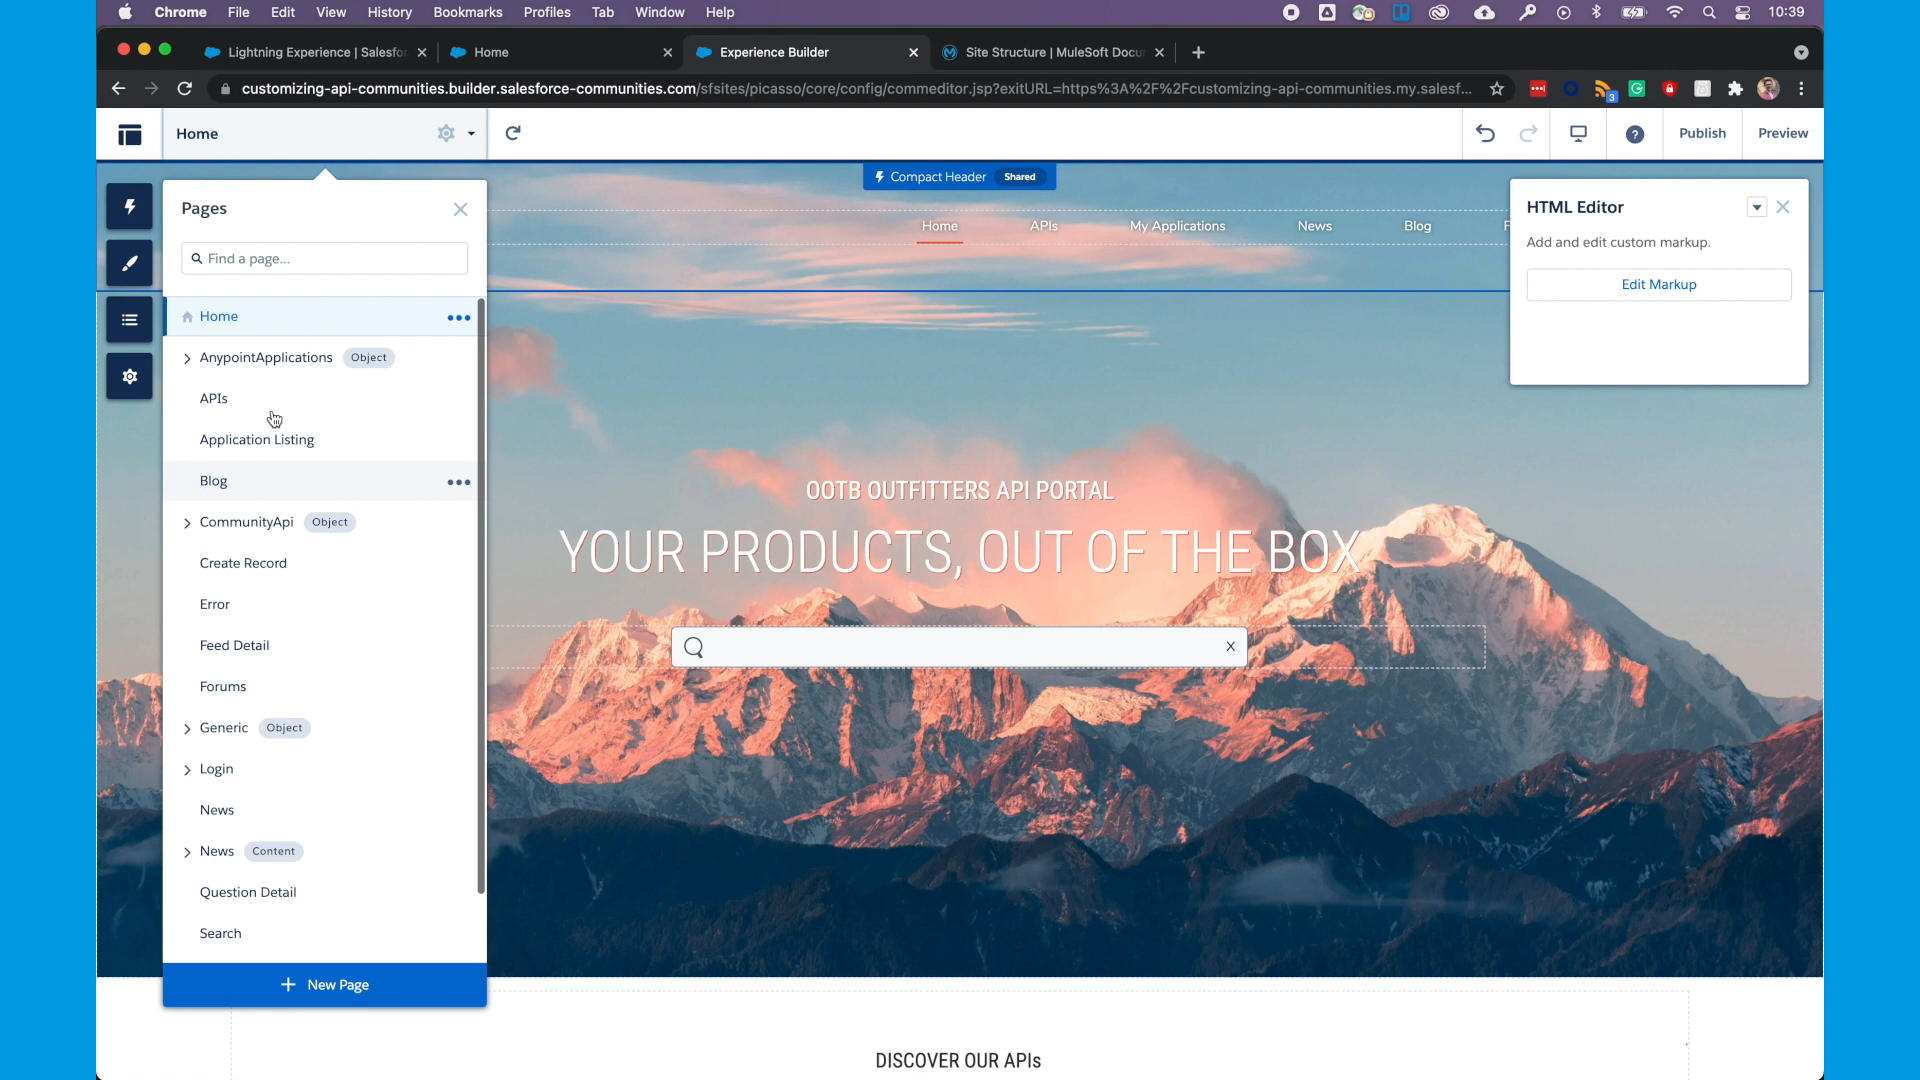 Chrome File Edit View History Bookmarks Profiles Tab Window Help 10:39
Lightning Experience | Salesfor Home Experience Builder Site Structure | MuleSoft Docu
customizing-api-communities.builder.salesforce-communities.com/sfsites/picasso/core/config/commeditor.jsp?exitURL=https%3A%2F%2Fcustomizing-api-communities.my.salesf... 3
Home ? Publish Preview
Compact Header Shared
Home APIs My Applications News Blog F
Pages
Find a page...
Home
AnypointApplications Object
APIs
Application Listing
Blog
CommunityApi Object
Create Record
Error
Feed Detail
Forums
Generic Object
Login
News
News Content
Question Detail
Search
New Page
HTML Editor
Add and edit custom markup.
Edit Markup
OOTB OUTFITTERS API PORTAL
YOUR PRODUCTS, OUT OF THE BOX
X
DISCOVER OUR APIs